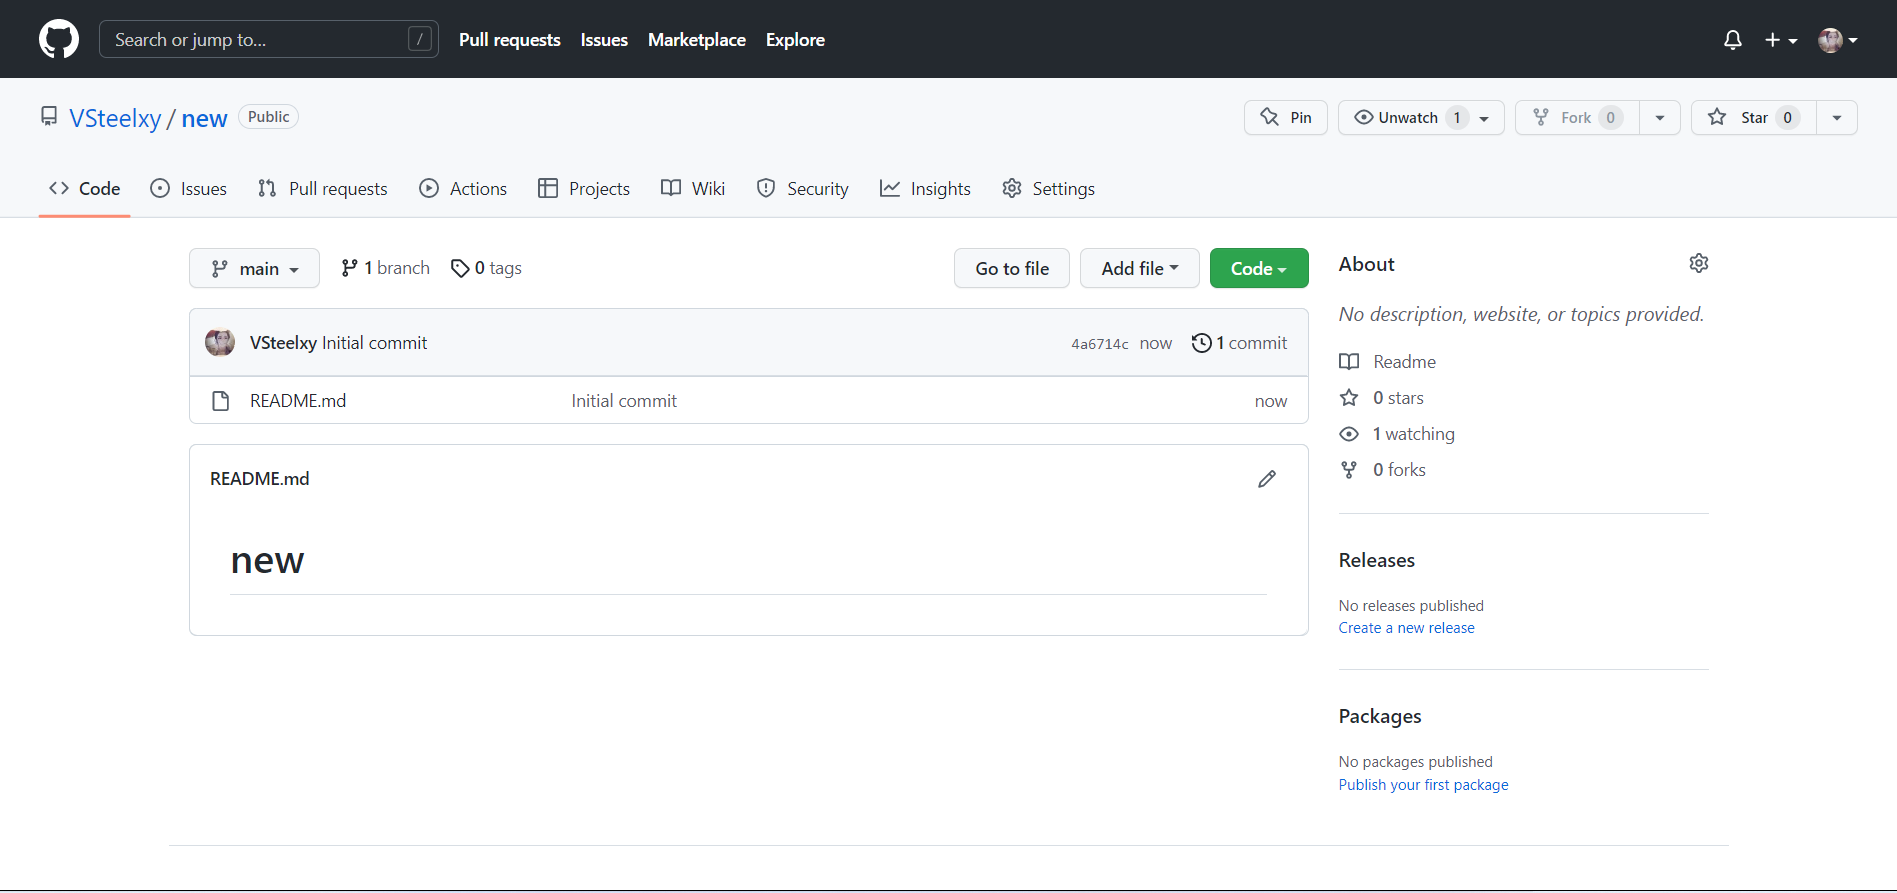 Search or jump to... / Pull requests Issues Marketplace Explore
VSteelxy / new Public Pin Unwatch 1 Fork 0 Star 0
Code Issues Pull requests Actions Projects Wiki Security Insights Settings
main 1 branch 0 tags Go to file Add file Code
VSteelxy Initial commit 4a6714c now 1 commit
README.md Initial commit now
README.md
new
About
No description, website, or topics provided.
Readme
0 stars
1 watching
0 forks
Releases
No releases published
Create a new release
Packages
No packages published
Publish your first package